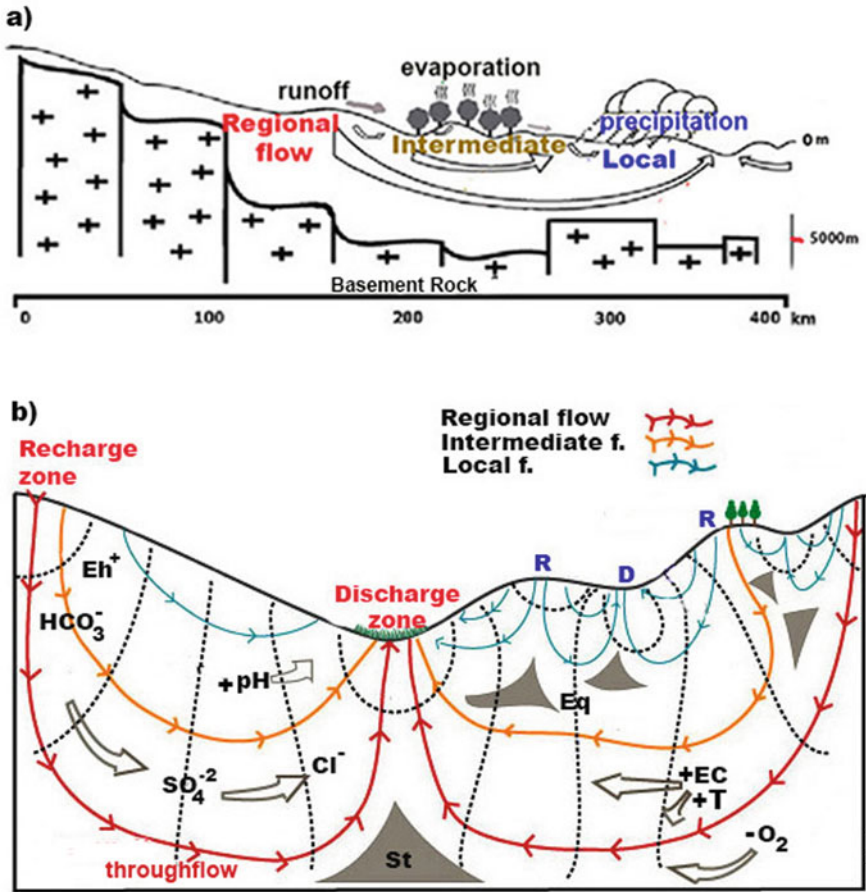 a)
evaporation
runoff
Regional flow
Intermediate
precipitation
Local
0 m
5000m
Basement Rock
0 100 200 300 400 km
b)
Regional flow
Intermediate f.
Local f.
Recharge zone
R
R
D
Eh+
HCO3-
Discharge zone
+pH
Eq
SO4-2
Cl-
+EC
+T
-O2
throughflow
St